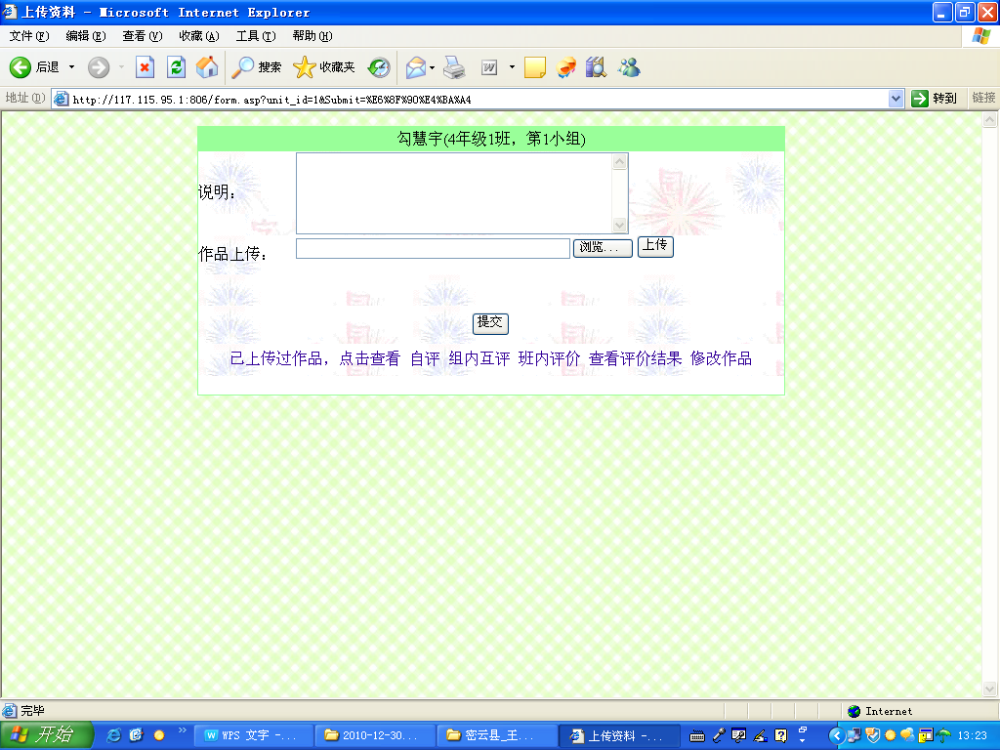 上传资料 - Microsoft Internet Explorer
文件(F) 编辑(E) 查看(V) 收藏(A) 工具(T) 帮助(H)
后退 搜索 收藏夹
地址(D) http://117.115.95.1:806/form.asp?unit_id=1&Submit=%E6%8F%90%E4%BA%A4 转到 链接
勾慧宇(4年级1班，第1小组)
说明：
作品上传： 浏览... 上传
提交
已上传过作品，点击查看 自评 组内互评 班内评价 查看评价结果 修改作品
完毕 Internet
开始 WPS 文字 -... 2010-12-30... 密云县_王... 上传资料 -... 13:23